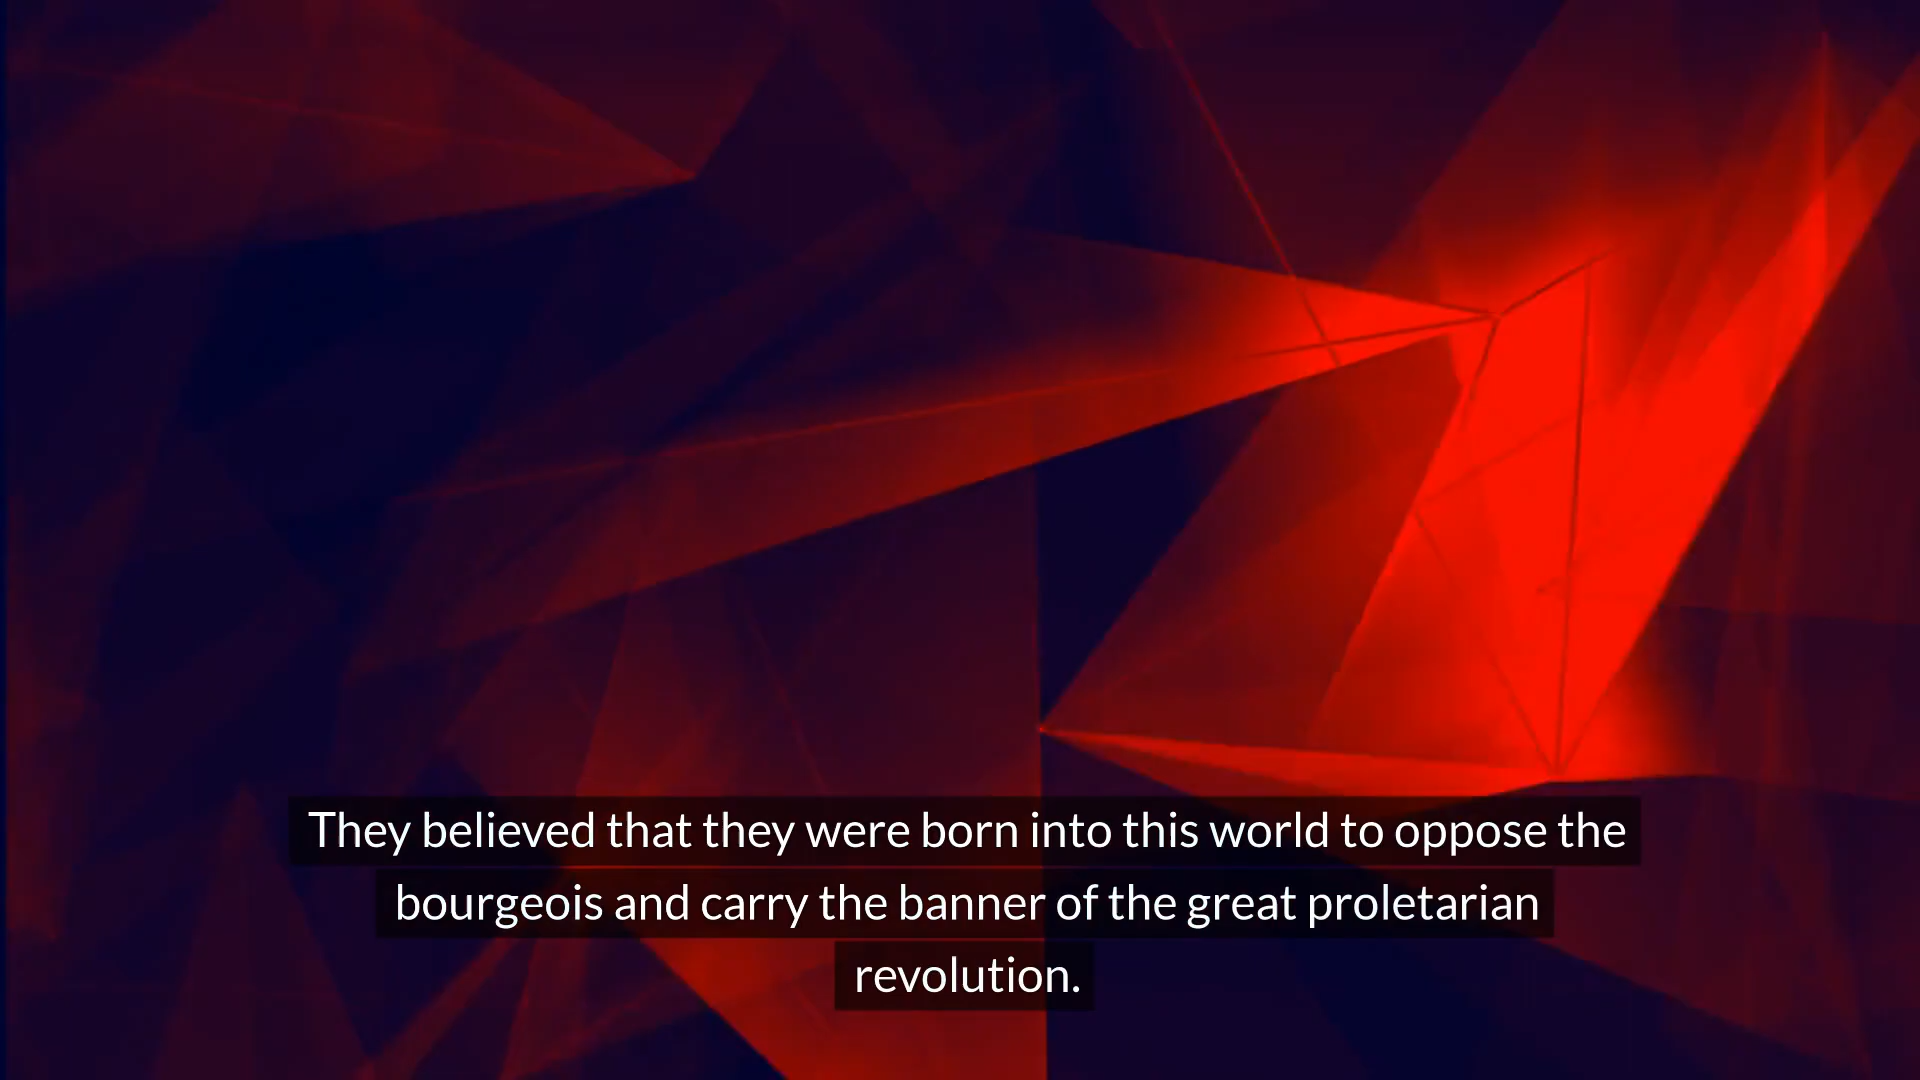 They believed that they were born into this world to oppose the
bourgeois and carry the banner of the great proletarian
revolution.